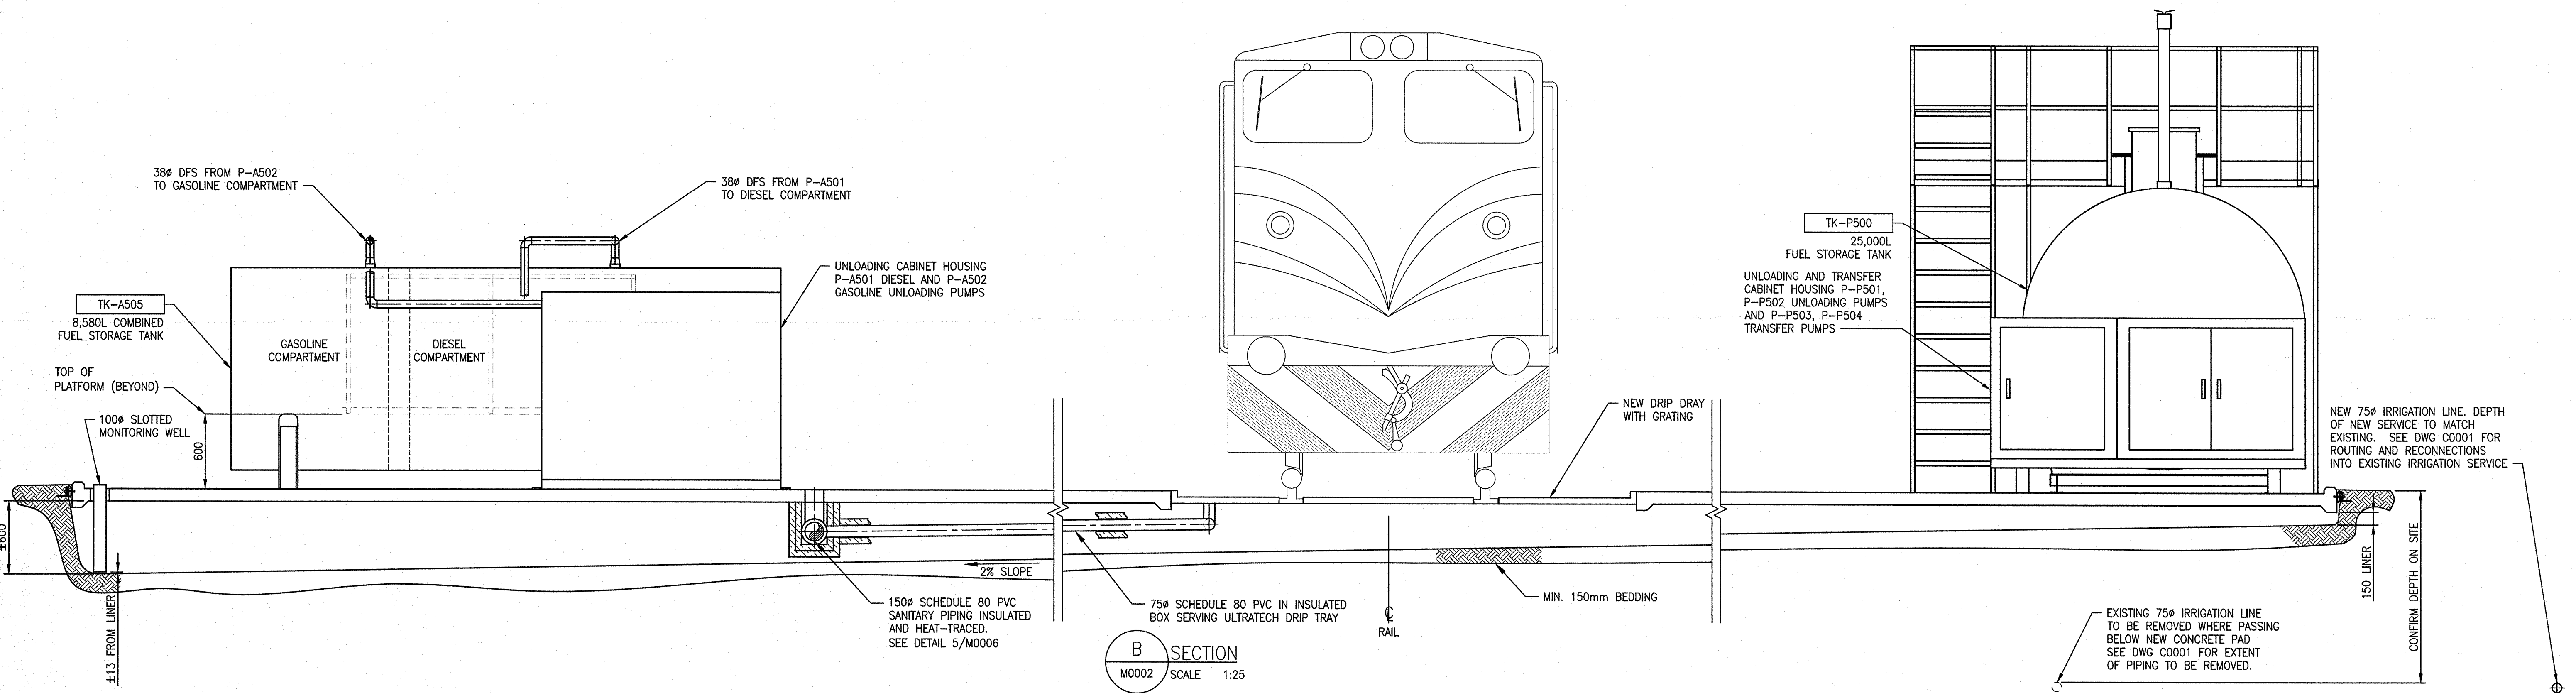 38ø DFS FROM P-A502
TO GASOLINE COMPARTMENT
38ø DFS FROM P-A501
TO DIESEL COMPARTMENT
UNLOADING CABINET HOUSING
P-A501 DIESEL AND P-A502
GASOLINE UNLOADING PUMPS
TK-A505
8,580L COMBINED
FUEL STORAGE TANK
GASOLINE
COMPARTMENT
DIESEL
COMPARTMENT
TOP OF
PLATFORM (BEYOND)
100ø SLOTTED
MONITORING WELL
600
±600
±13 FROM LINER
2% SLOPE
150ø SCHEDULE 80 PVC
SANITARY PIPING INSULATED
AND HEAT-TRACED.
SEE DETAIL 5/M0006
75ø SCHEDULE 80 PVC IN INSULATED
BOX SERVING ULTRATECH DRIP TRAY
RAIL
MIN. 150mm BEDDING
NEW DRIP DRAY
WITH GRATING
TK-P500
25,000L
FUEL STORAGE TANK
UNLOADING AND TRANSFER
CABINET HOUSING P-P501,
P-P502 UNLOADING PUMPS
AND P-P503, P-P504
TRANSFER PUMPS
NEW 75ø IRRIGATION LINE. DEPTH
OF NEW SERVICE TO MATCH
EXISTING. SEE DWG C0001 FOR
ROUTING AND RECONNECTIONS
INTO EXISTING IRRIGATION SERVICE
150 LINER
CONFIRM DEPTH ON SITE
EXISTING 75ø IRRIGATION LINE
TO BE REMOVED WHERE PASSING
BELOW NEW CONCRETE PAD
SEE DWG C0001 FOR EXTENT
OF PIPING TO BE REMOVED.
B
M0002
SECTION
SCALE 1:25